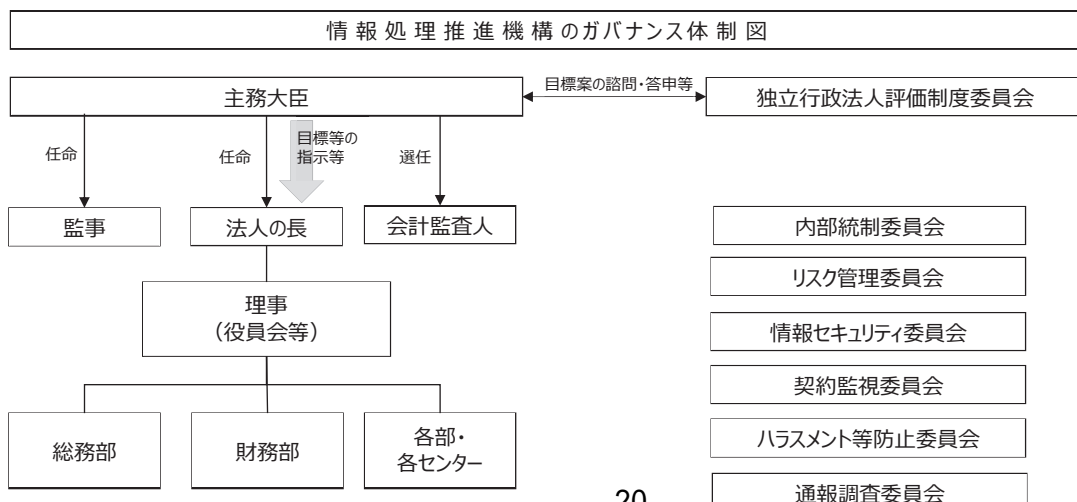 情報処理推進機構のガバナンス体制図
目標案の諮問・答申等
主務大臣
独立行政法人評価制度委員会
任命
任命
目標等の
指示等
選任
監事
法人の長
会計監査人
内部統制委員会
リスク管理委員会
理事
（役員会等）
情報セキュリティ委員会
契約監視委員会
総務部
財務部
各部・
各センター
ハラスメント等防止委員会
通報調査委員会
20